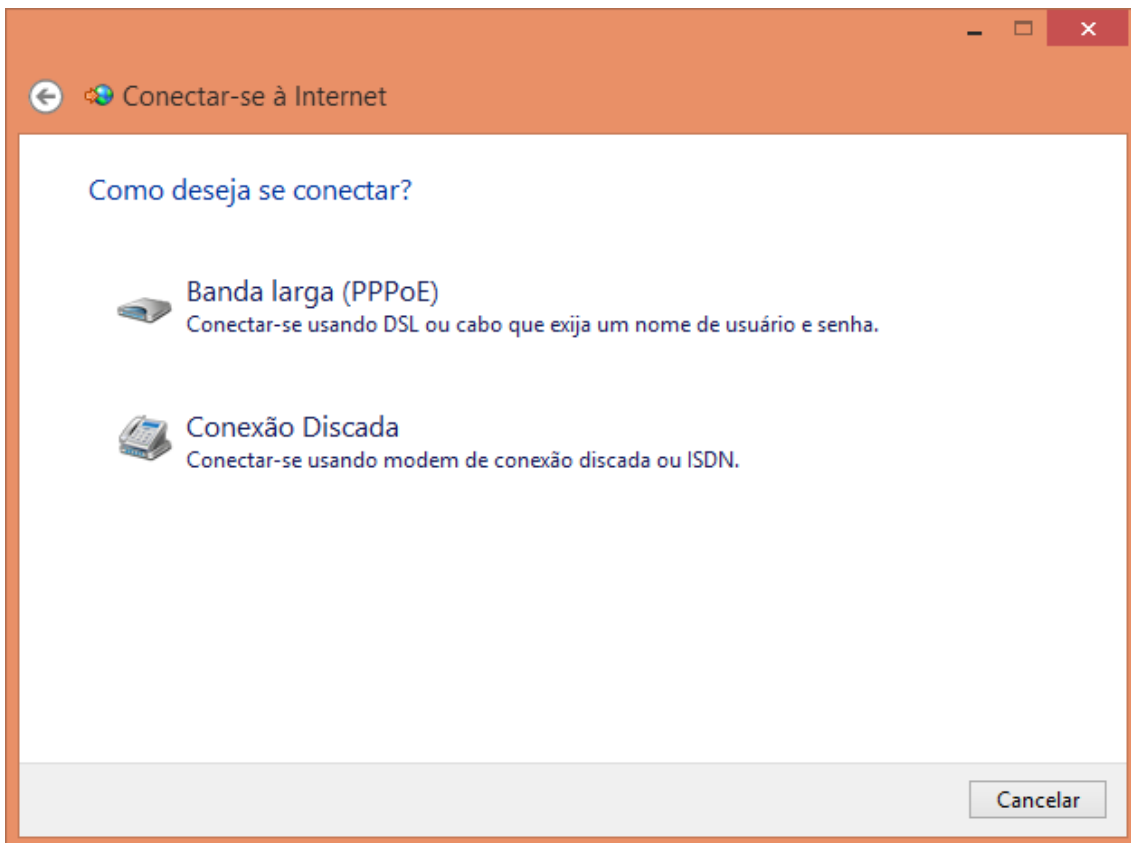 Conectar-se à Internet
Como deseja se conectar?
Banda larga (PPPoE)
Conectar-se usando DSL ou cabo que exija um nome de usuário e senha.
Conexão Discada
Conectar-se usando modem de conexão discada ou ISDN.
Cancelar